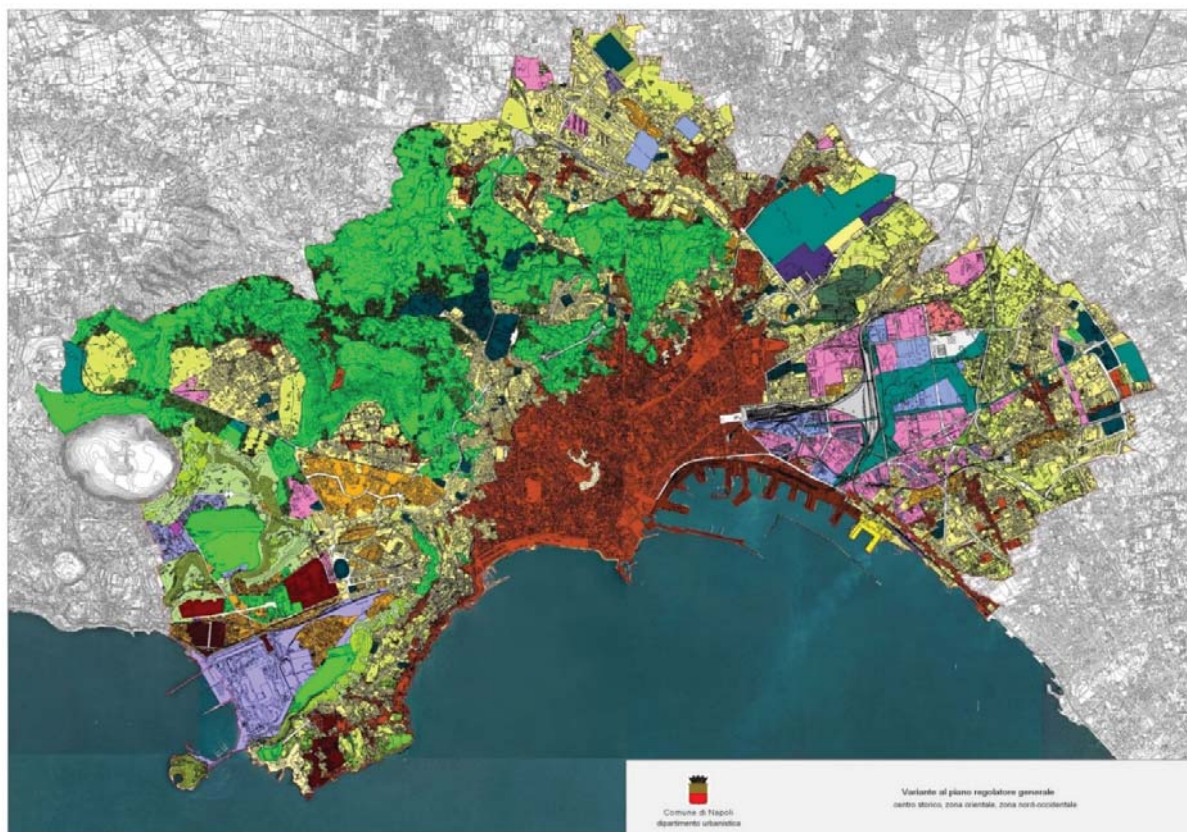 Comune di Napoli
dipartimento urbanistica
Variante al piano regolatore generale
centro storico, zona orientale, zona nord-occidentale